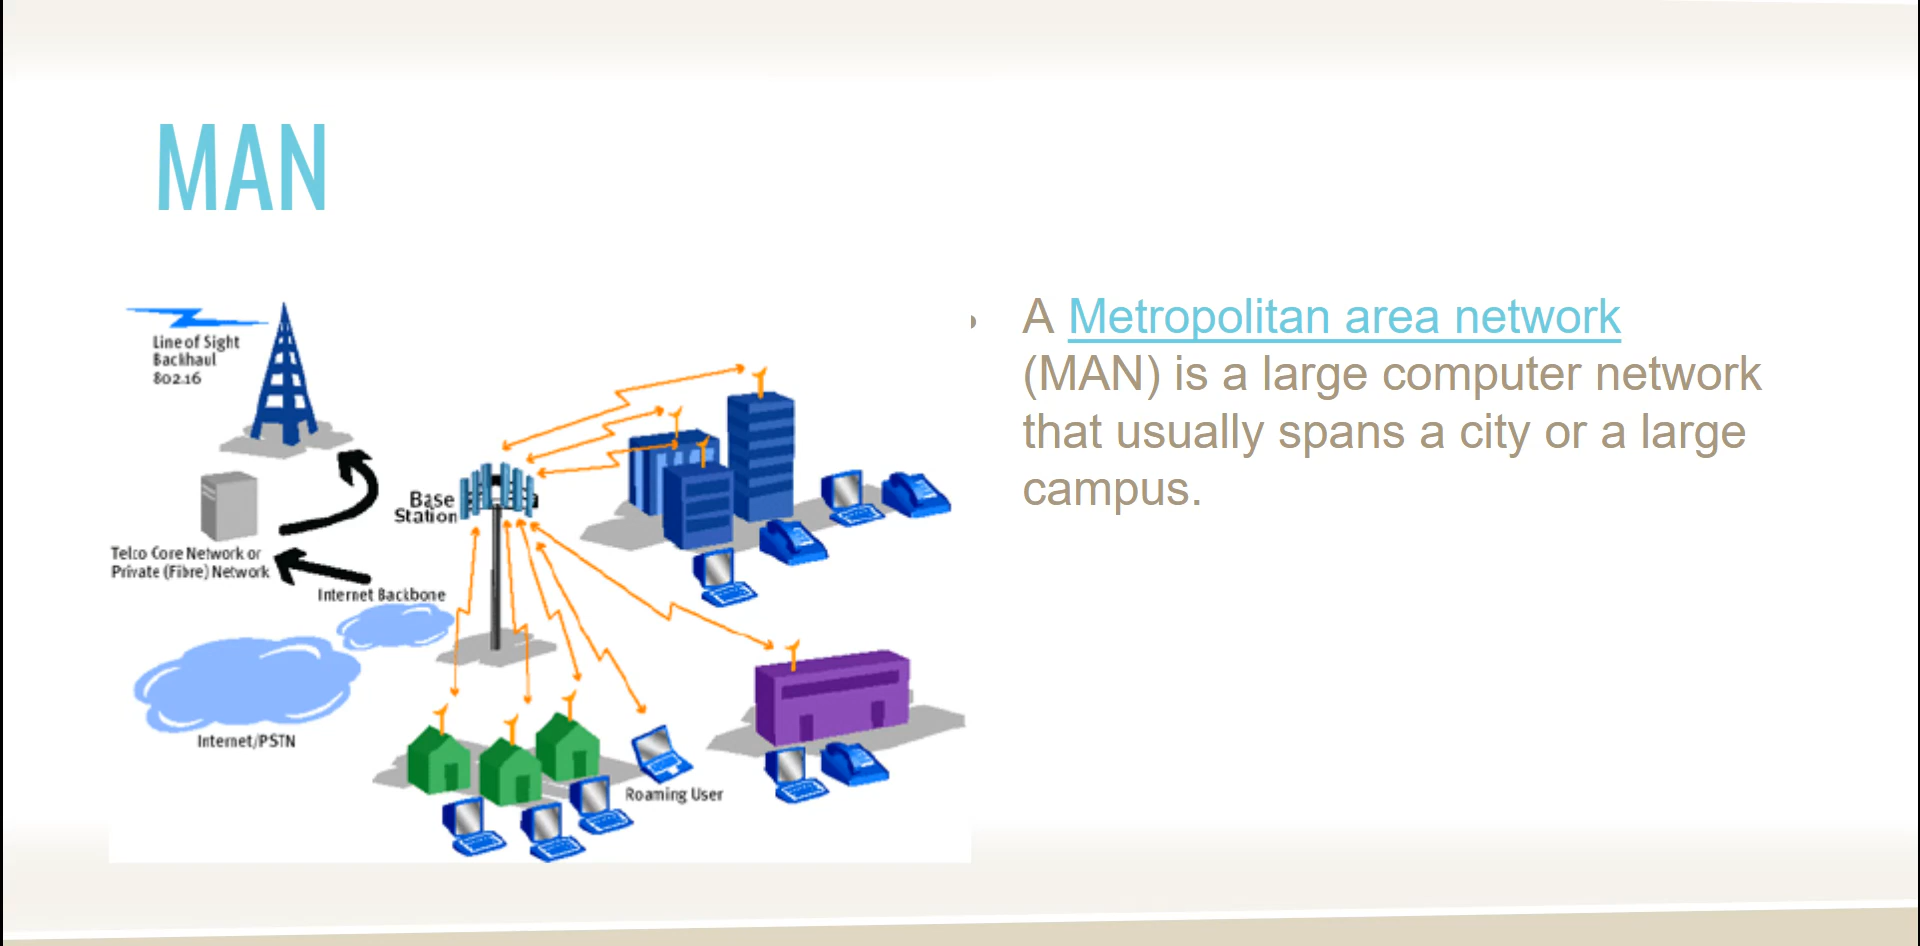 MAN
Line of Sight
Backhaul
802.16
Base
Station
Telco Core Network or
Private (Fibre) Network
Internet Backbone
Internet/PSTN
Roaming User
• A Metropolitan area network
(MAN) is a large computer network
that usually spans a city or a large
campus.